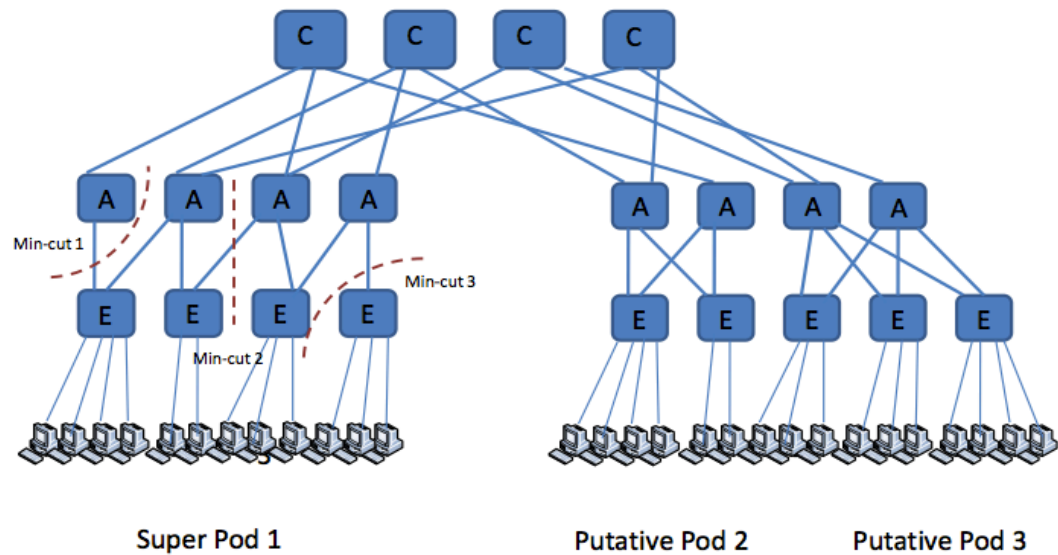 C C C C
A A A A A A A A
Min-cut 1
Min-cut 3
E E E E E E E E E
Min-cut 2
Super Pod 1
Putative Pod 2
Putative Pod 3